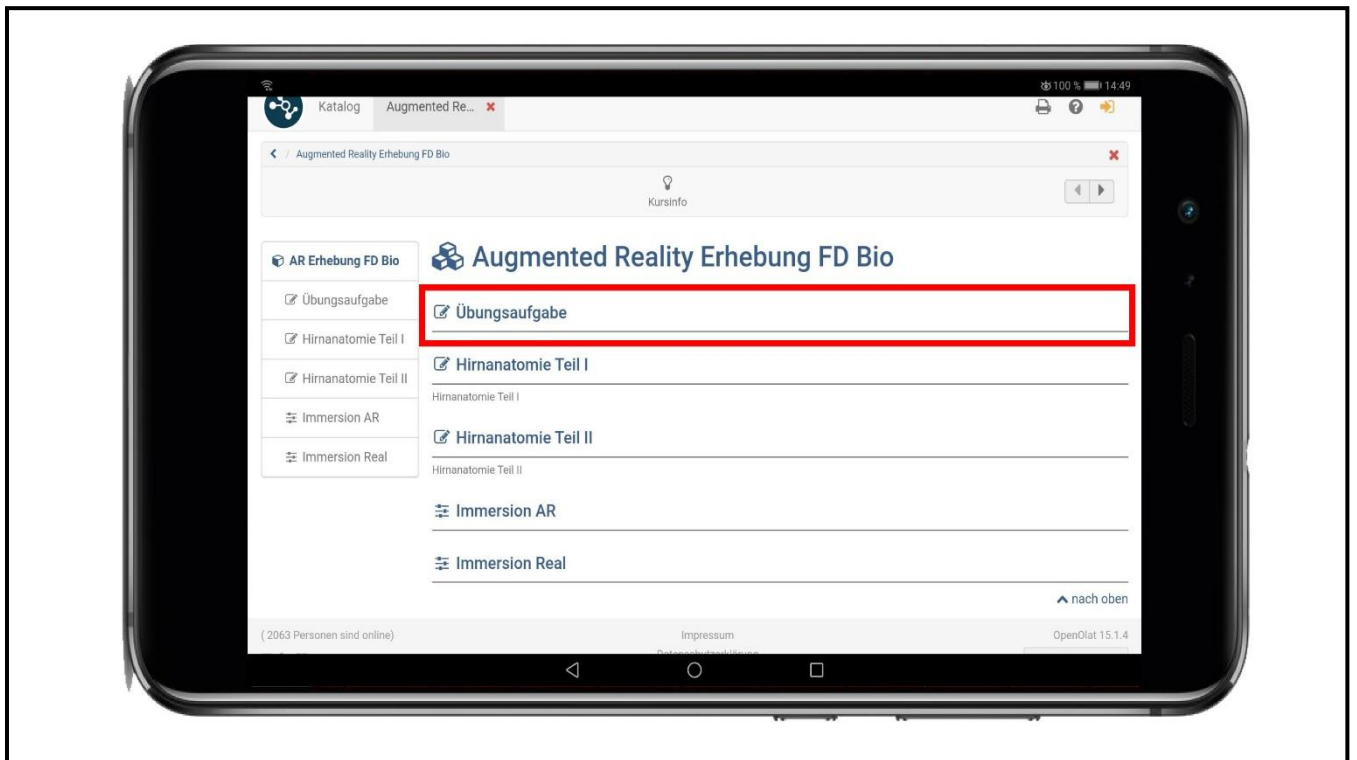 100 % 14:49
Katalog Augmented Re...
/ Augmented Reality Erhebung FD Bio
Kursinfo
AR Erhebung FD Bio
Übungsaufgabe
Hirnanatomie Teil I
Hirnanatomie Teil II
Immersion AR
Immersion Real
Augmented Reality Erhebung FD Bio
Übungsaufgabe
Hirnanatomie Teil I
Hirnanatomie Teil I
Hirnanatomie Teil II
Hirnanatomie Teil II
Immersion AR
Immersion Real
nach oben
( 2063 Personen sind online) Impressum OpenOlat 15.1.4
Datenschutzerklärung